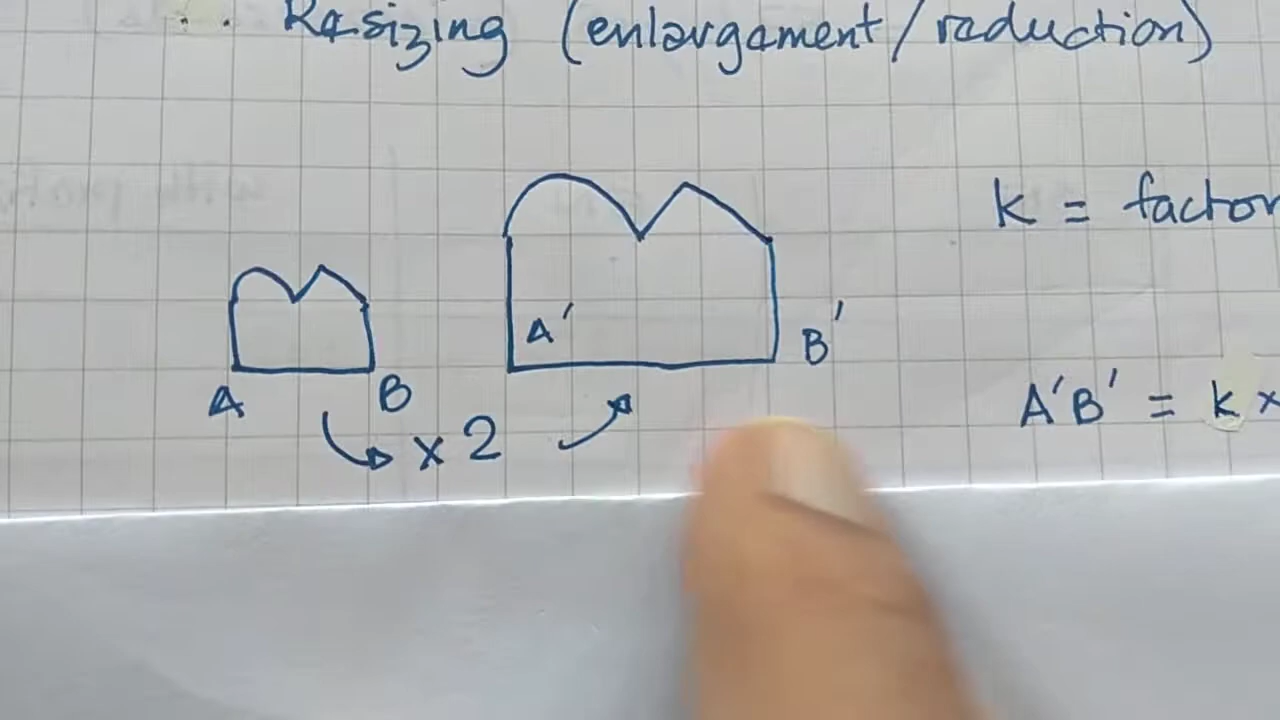 ∴ Resizing (enlargement/reduction)
k = factor
A' B'
A B
A'B' = k ×
× 2